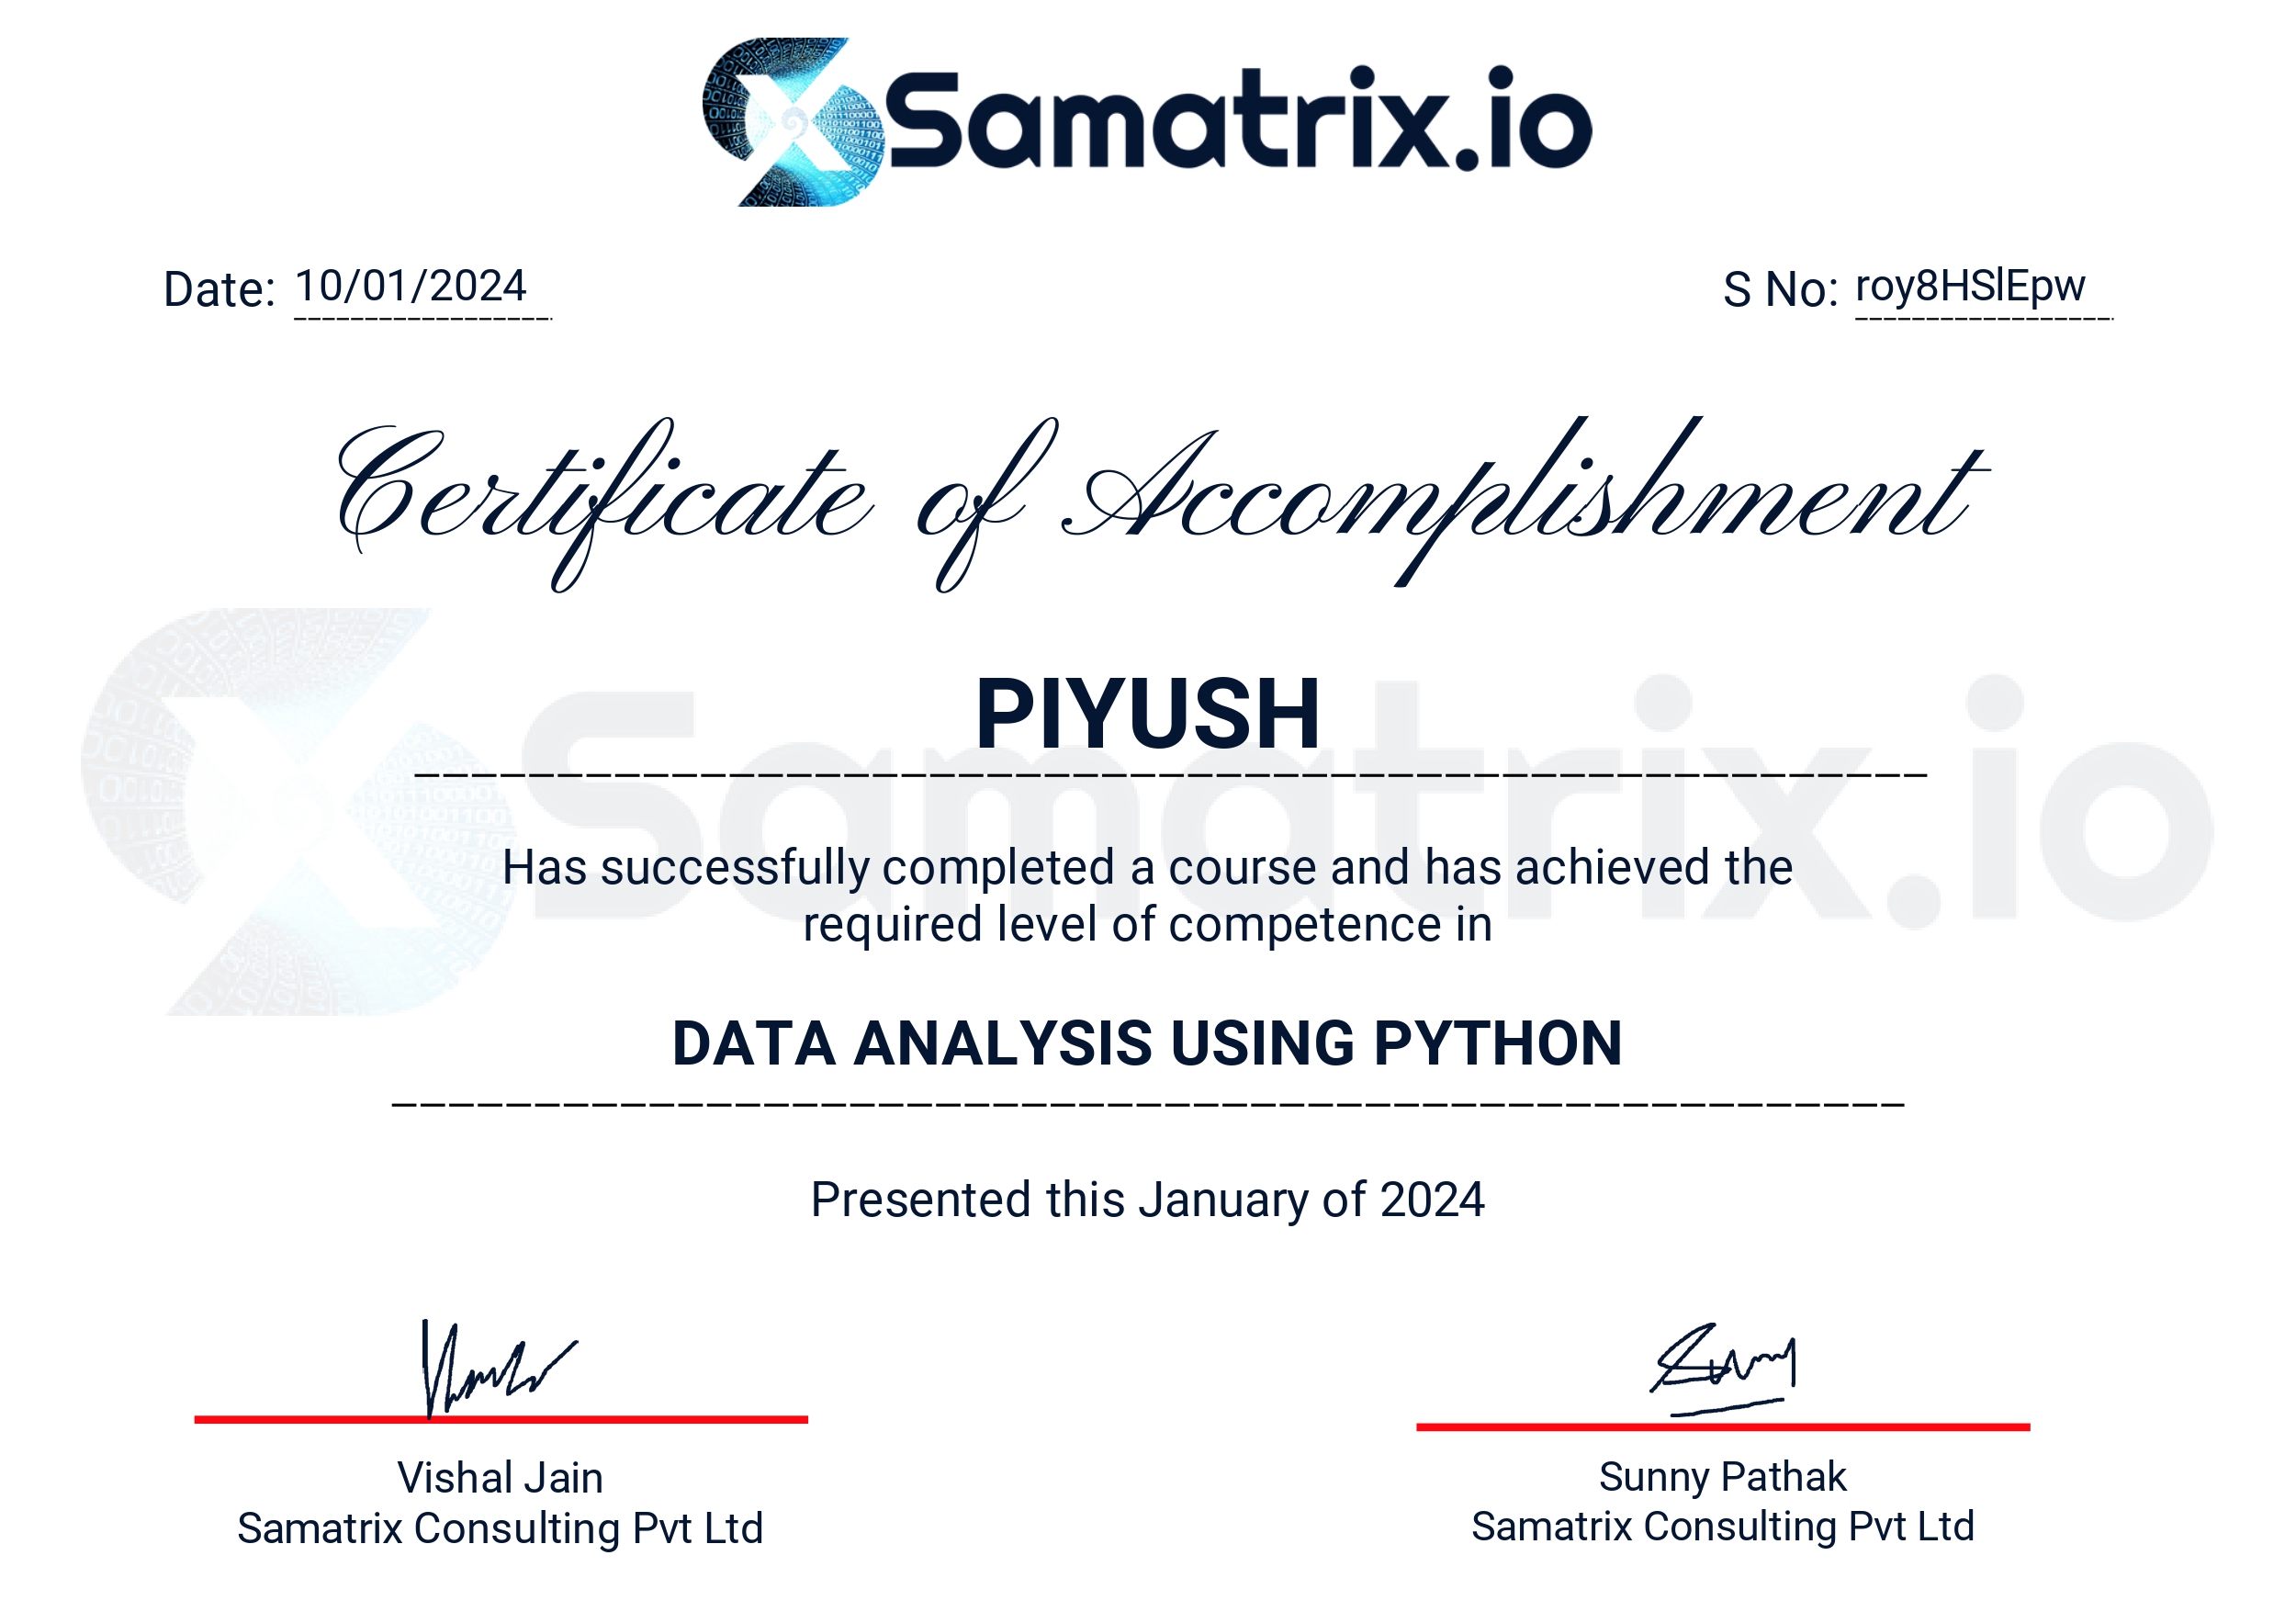 Samatrix.io
Date: 10/01/2024
S No: roy8HSlEpw
Certificate of Accomplishment
PIYUSH
Has successfully completed a course and has achieved the
required level of competence in
DATA ANALYSIS USING PYTHON
Presented this January of 2024
Vishal Jain
Samatrix Consulting Pvt Ltd
Sunny Pathak
Samatrix Consulting Pvt Ltd